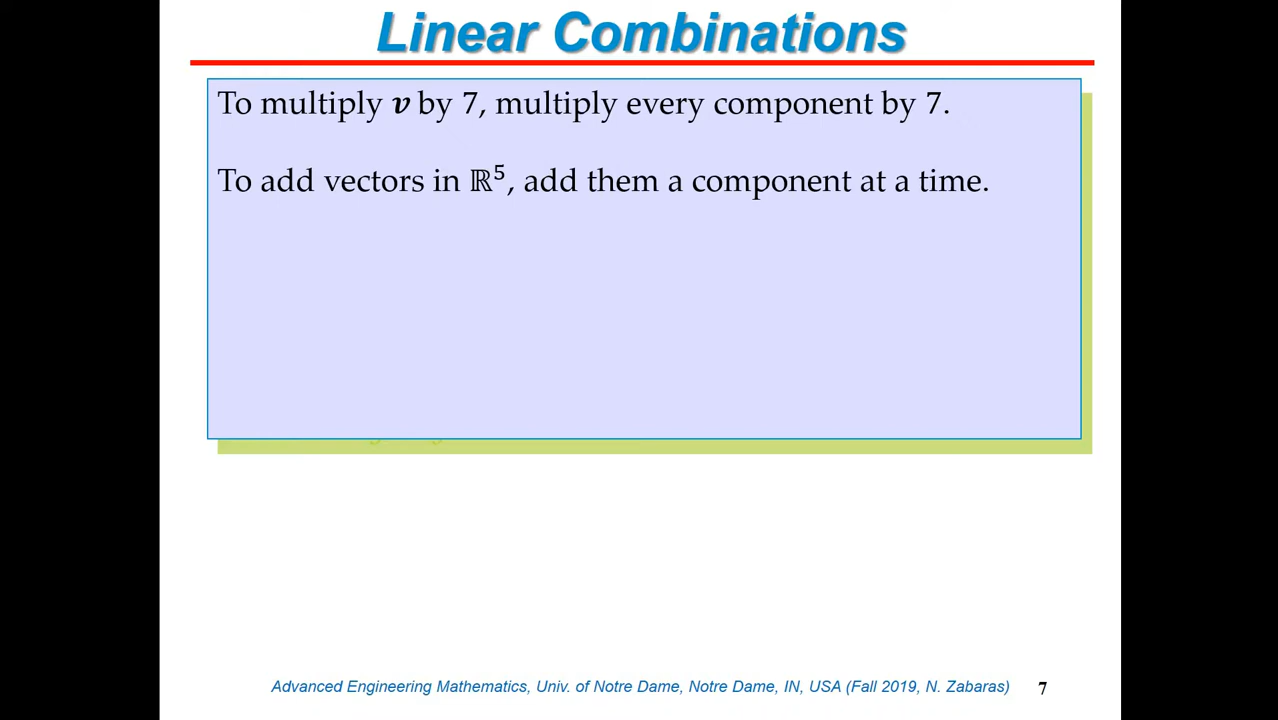 Linear Combinations
To multiply v by 7, multiply every component by 7.
To add vectors in ℝ⁵, add them a component at a time.
Advanced Engineering Mathematics, Univ. of Notre Dame, Notre Dame, IN, USA (Fall 2019, N. Zabaras)
7